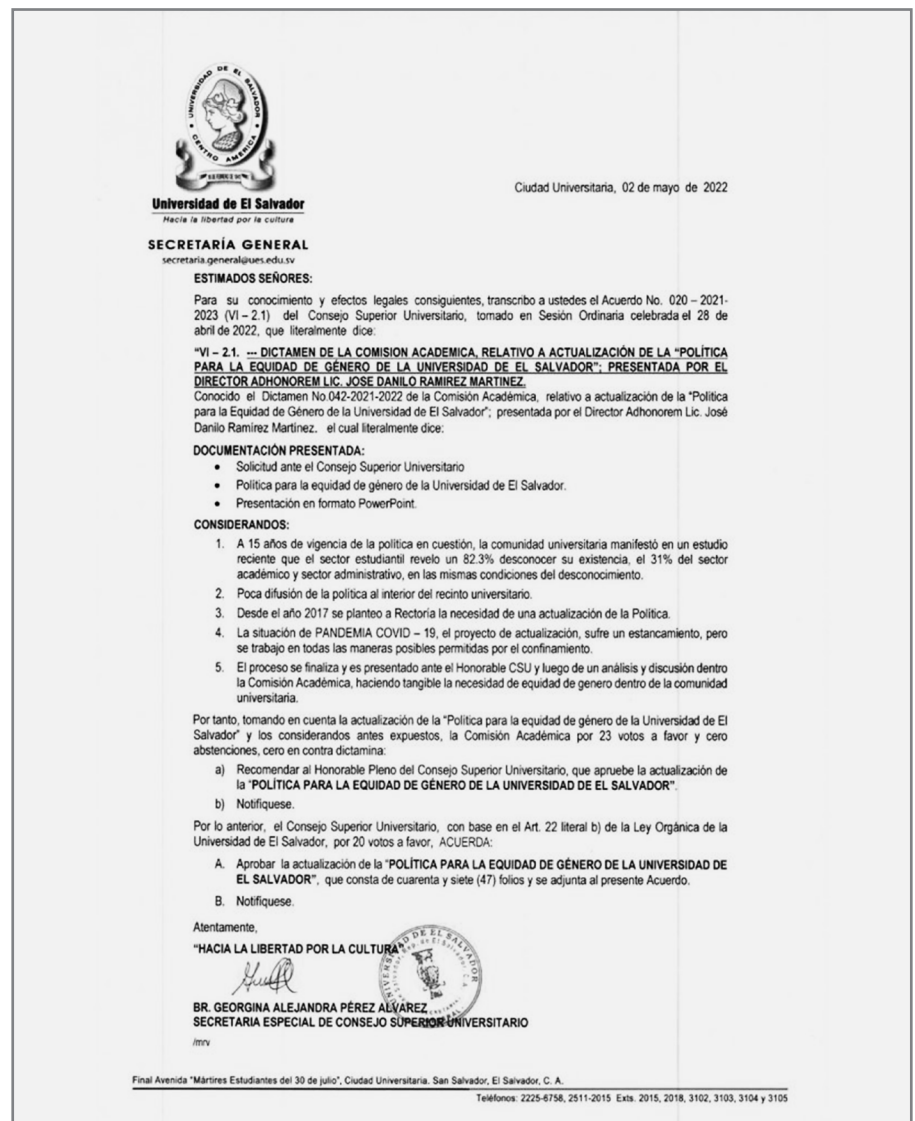 UNIVERSIDAD DE EL SALVADOR
CENTRO AMERICA
Universidad de El Salvador
Hacia la libertad por la cultura
SECRETARÍA GENERAL
secretaria.general@ues.edu.sv
Ciudad Universitaria, 02 de mayo de 2022
ESTIMADOS SEÑORES:
Para su conocimiento y efectos legales consiguientes, transcribo a ustedes el Acuerdo No. 020 – 2021-
2023 (VI – 2.1) del Consejo Superior Universitario, tomado en Sesión Ordinaria celebrada el 28 de
abril de 2022, que literalmente dice:
"VI – 2.1. --- DICTAMEN DE LA COMISION ACADEMICA, RELATIVO A ACTUALIZACIÓN DE LA "POLÍTICA
PARA LA EQUIDAD DE GÉNERO DE LA UNIVERSIDAD DE EL SALVADOR"; PRESENTADA POR EL
DIRECTOR ADHONOREM LIC. JOSE DANILO RAMIREZ MARTINEZ.
Conocido el Dictamen No.042-2021-2022 de la Comisión Académica, relativo a actualización de la "Política
para la Equidad de Género de la Universidad de El Salvador"; presentada por el Director Adhonorem Lic. José
Danilo Ramírez Martínez. el cual literalmente dice:
DOCUMENTACIÓN PRESENTADA:
• Solicitud ante el Consejo Superior Universitario
• Política para la equidad de género de la Universidad de El Salvador.
• Presentación en formato PowerPoint.
CONSIDERANDOS:
1. A 15 años de vigencia de la política en cuestión, la comunidad universitaria manifestó en un estudio
reciente que el sector estudiantil revelo un 82.3% desconocer su existencia, el 31% del sector
académico y sector administrativo, en las mismas condiciones del desconocimiento.
2. Poca difusión de la política al interior del recinto universitario.
3. Desde el año 2017 se planteo a Rectoría la necesidad de una actualización de la Política.
4. La situación de PANDEMIA COVID – 19, el proyecto de actualización, sufre un estancamiento, pero
se trabajo en todas las maneras posibles permitidas por el confinamiento.
5. El proceso se finaliza y es presentado ante el Honorable CSU y luego de un análisis y discusión dentro
la Comisión Académica, haciendo tangible la necesidad de equidad de genero dentro de la comunidad
universitaria.
Por tanto, tomando en cuenta la actualización de la "Política para la equidad de género de la Universidad de El
Salvador" y los considerandos antes expuestos, la Comisión Académica por 23 votos a favor y cero
abstenciones, cero en contra dictamina:
a) Recomendar al Honorable Pleno del Consejo Superior Universitario, que apruebe la actualización de
la "POLÍTICA PARA LA EQUIDAD DE GÉNERO DE LA UNIVERSIDAD DE EL SALVADOR".
b) Notifiquese.
Por lo anterior, el Consejo Superior Universitario, con base en el Art. 22 literal b) de la Ley Orgánica de la
Universidad de El Salvador, por 20 votos a favor, ACUERDA:
A. Aprobar la actualización de la "POLÍTICA PARA LA EQUIDAD DE GÉNERO DE LA UNIVERSIDAD DE
EL SALVADOR", que consta de cuarenta y siete (47) folios y se adjunta al presente Acuerdo.
B. Notifiquese.
Atentamente,
"HACIA LA LIBERTAD POR LA CULTURA"
BR. GEORGINA ALEJANDRA PÉREZ ALVAREZ
SECRETARIA ESPECIAL DE CONSEJO SUPERIOR UNIVERSITARIO
/mrv
Final Avenida "Mártires Estudiantes del 30 de julio", Ciudad Universitaria. San Salvador, El Salvador, C. A.
Teléfonos: 2225-6758, 2511-2015 Exts. 2015, 2018, 3102, 3103, 3104 y 3105